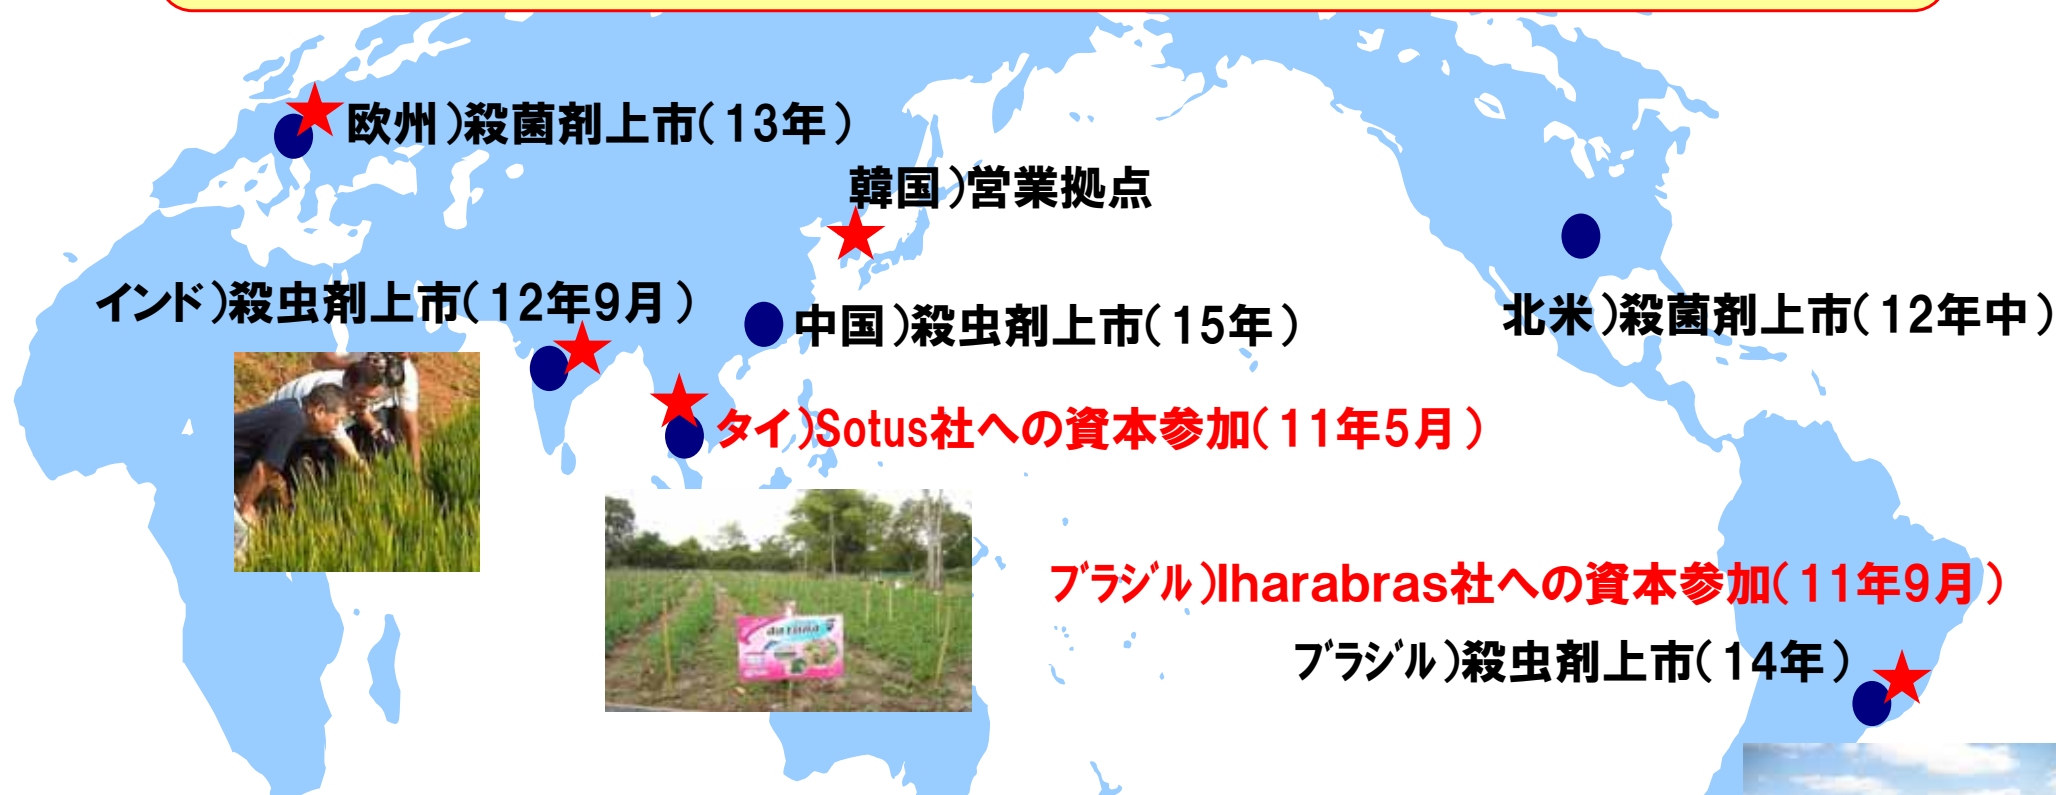 欧州）殺菌剤上市（13年）
韓国）営業拠点
インド）殺虫剤上市（12年9月）
中国）殺虫剤上市（15年）
北米）殺菌剤上市（12年中）
タイ）Sotus社への資本参加（11年5月）
ブラジル）Iharabras社への資本参加（11年9月）
ブラジル）殺虫剤上市（14年）